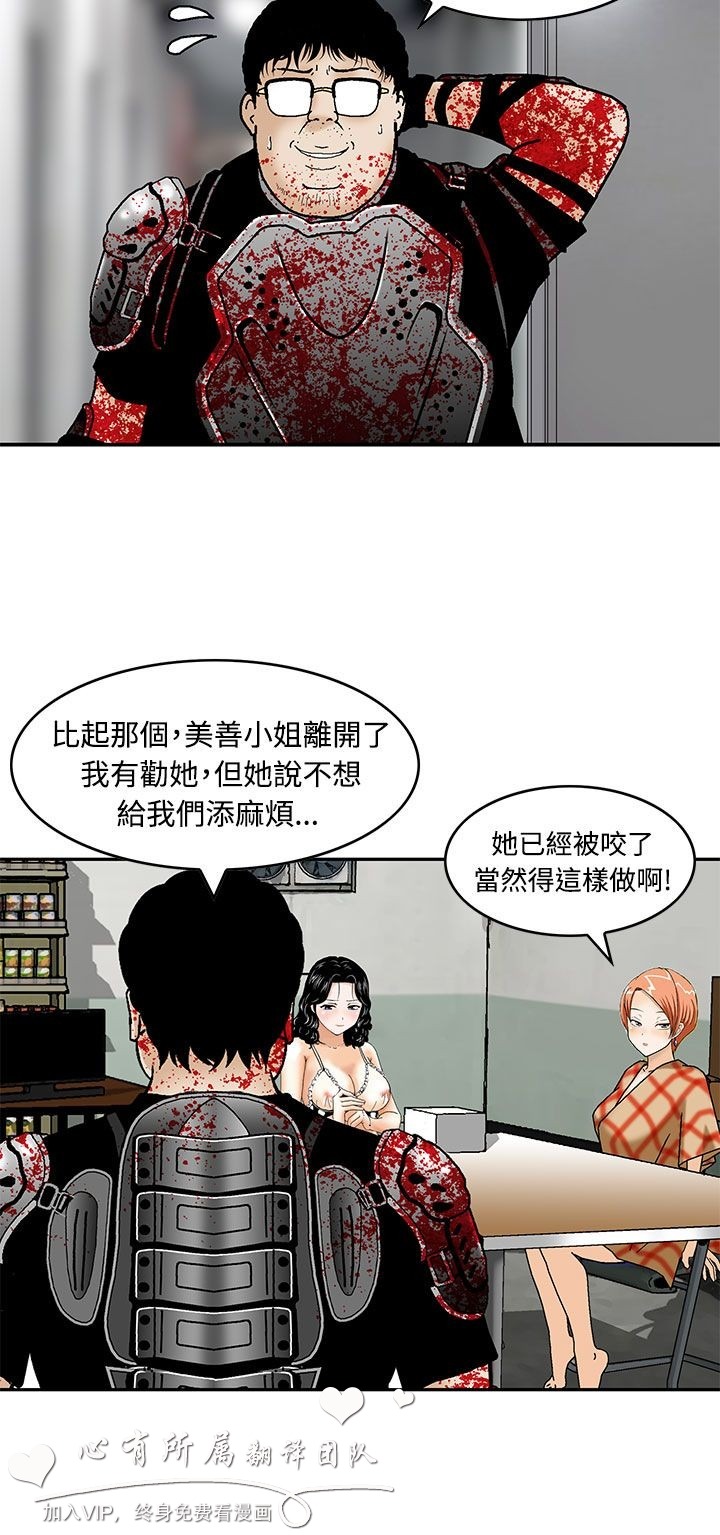 比起那個，美善小姐離開了
我有勸她，但她說不想
給我們添麻煩...
她已經被咬了
當然得這樣做啊!
心有所屬翻译团队
加入VIP，终身免费看漫画